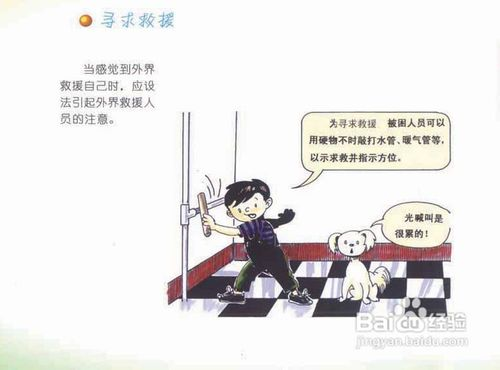 寻求救援
当感觉到外界
救援自己时，应设
法引起外界救援人
员的注意。
为寻求救援 被困人员可以
用硬物不时敲打水管、暖气管等，
以示求救并指示方位。
光喊叫是
很累的！
Baidu经验
jingyan.baidu.com